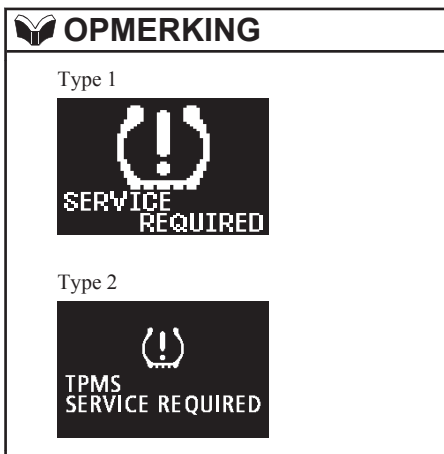 OPMERKING
Type 1
SERVICE
REQUIRED
Type 2
TPMS
SERVICE REQUIRED